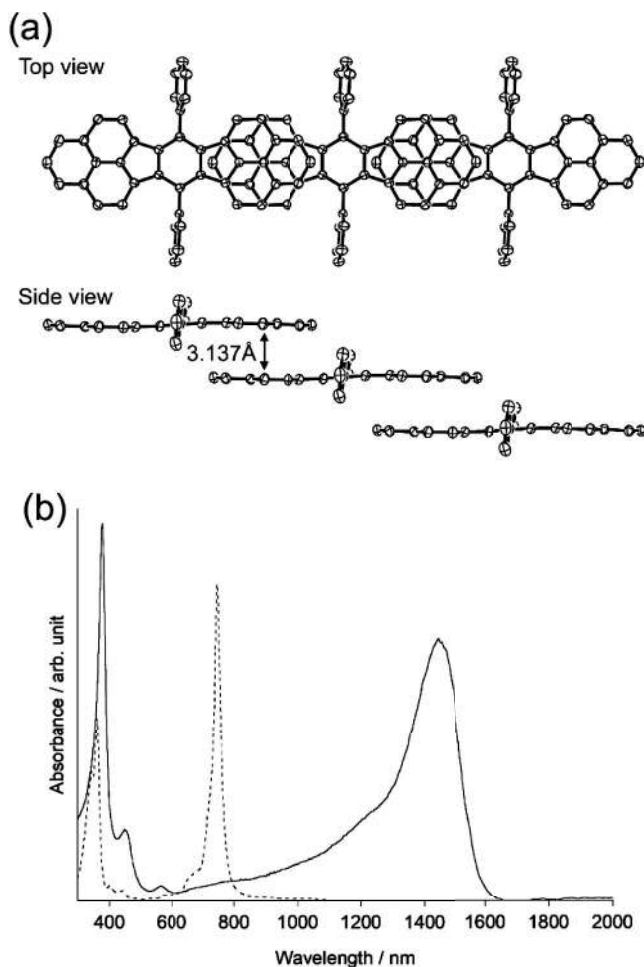 (a)
Top view
Side view
3.137Å
(b)
Absorbance / arb. unit
400 600 800 1000 1200 1400 1600 1800 2000
Wavelength / nm